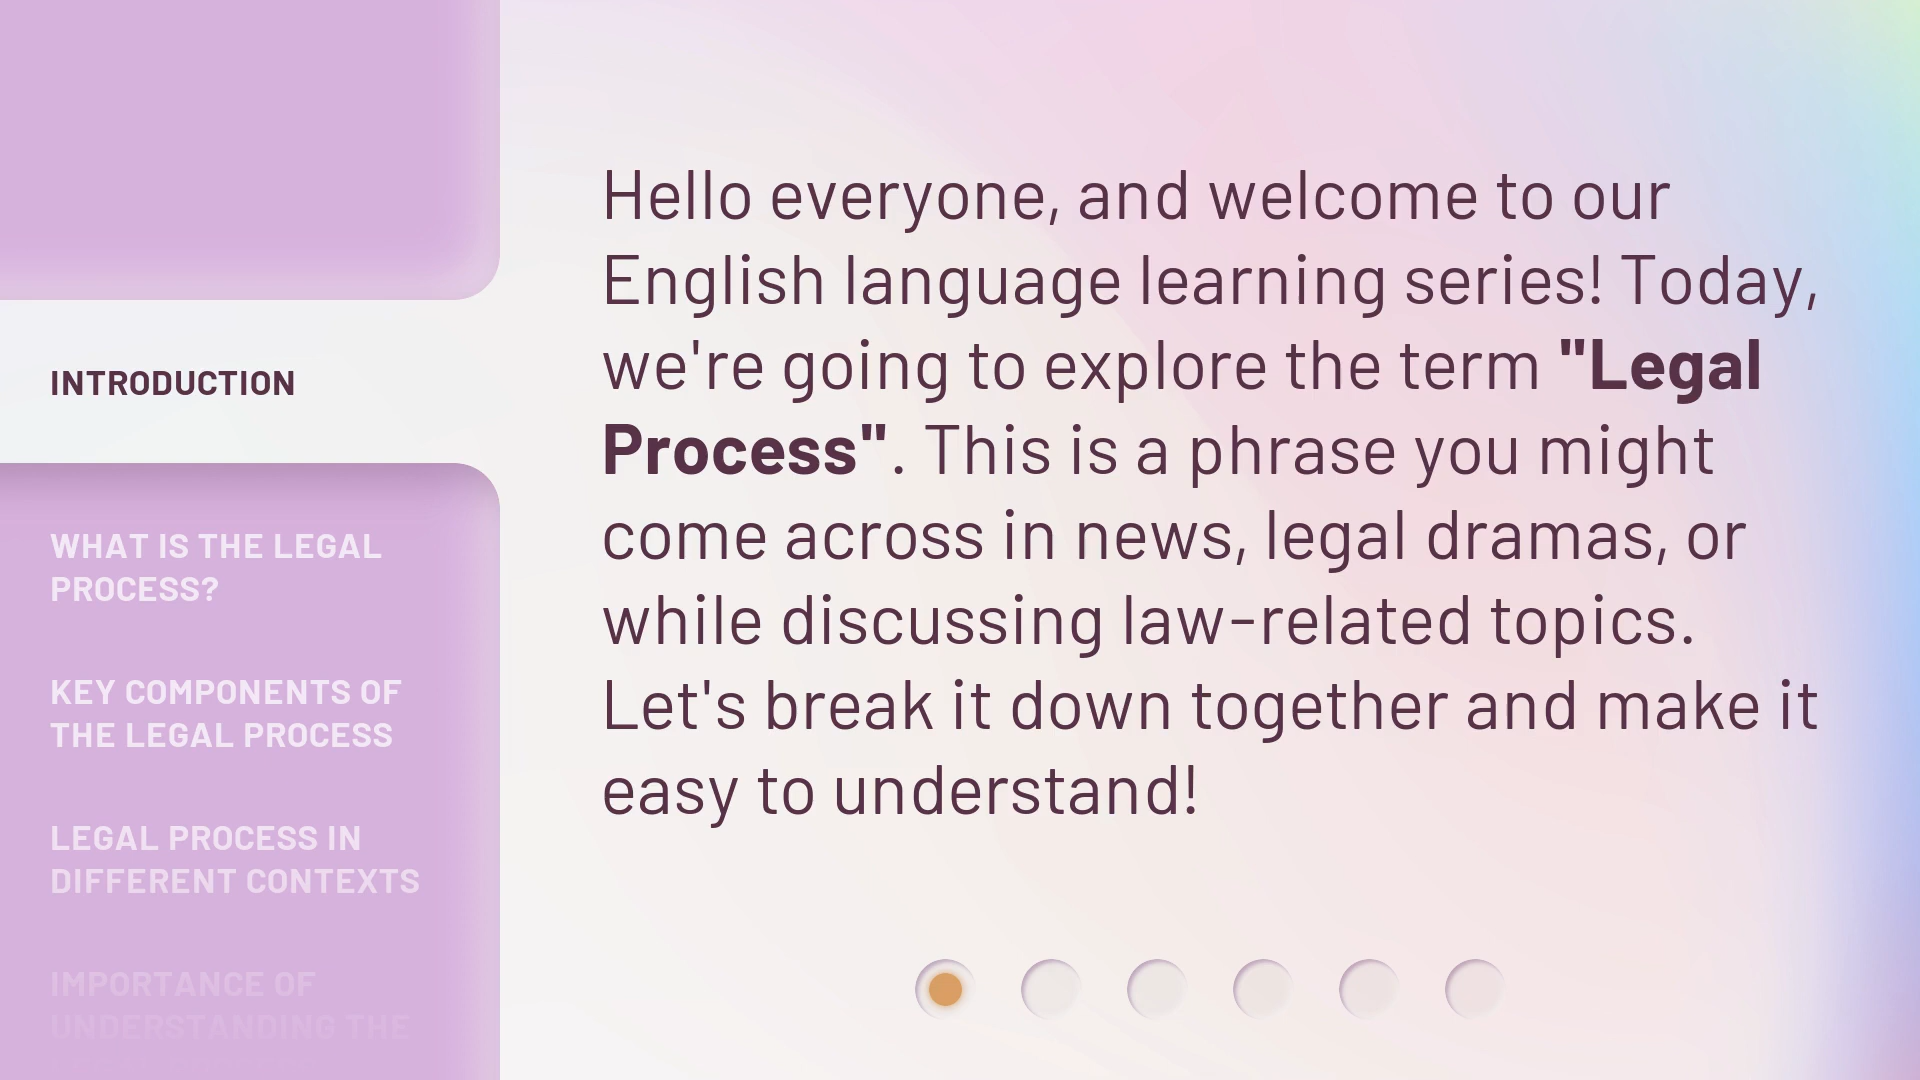 INTRODUCTION
WHAT IS THE LEGAL
PROCESS?
KEY COMPONENTS OF
THE LEGAL PROCESS
LEGAL PROCESS IN
DIFFERENT CONTEXTS
IMPORTANCE OF
UNDERSTANDING THE
Hello everyone, and welcome to our
English language learning series! Today,
we're going to explore the term "Legal
Process". This is a phrase you might
come across in news, legal dramas, or
while discussing law-related topics.
Let's break it down together and make it
easy to understand!